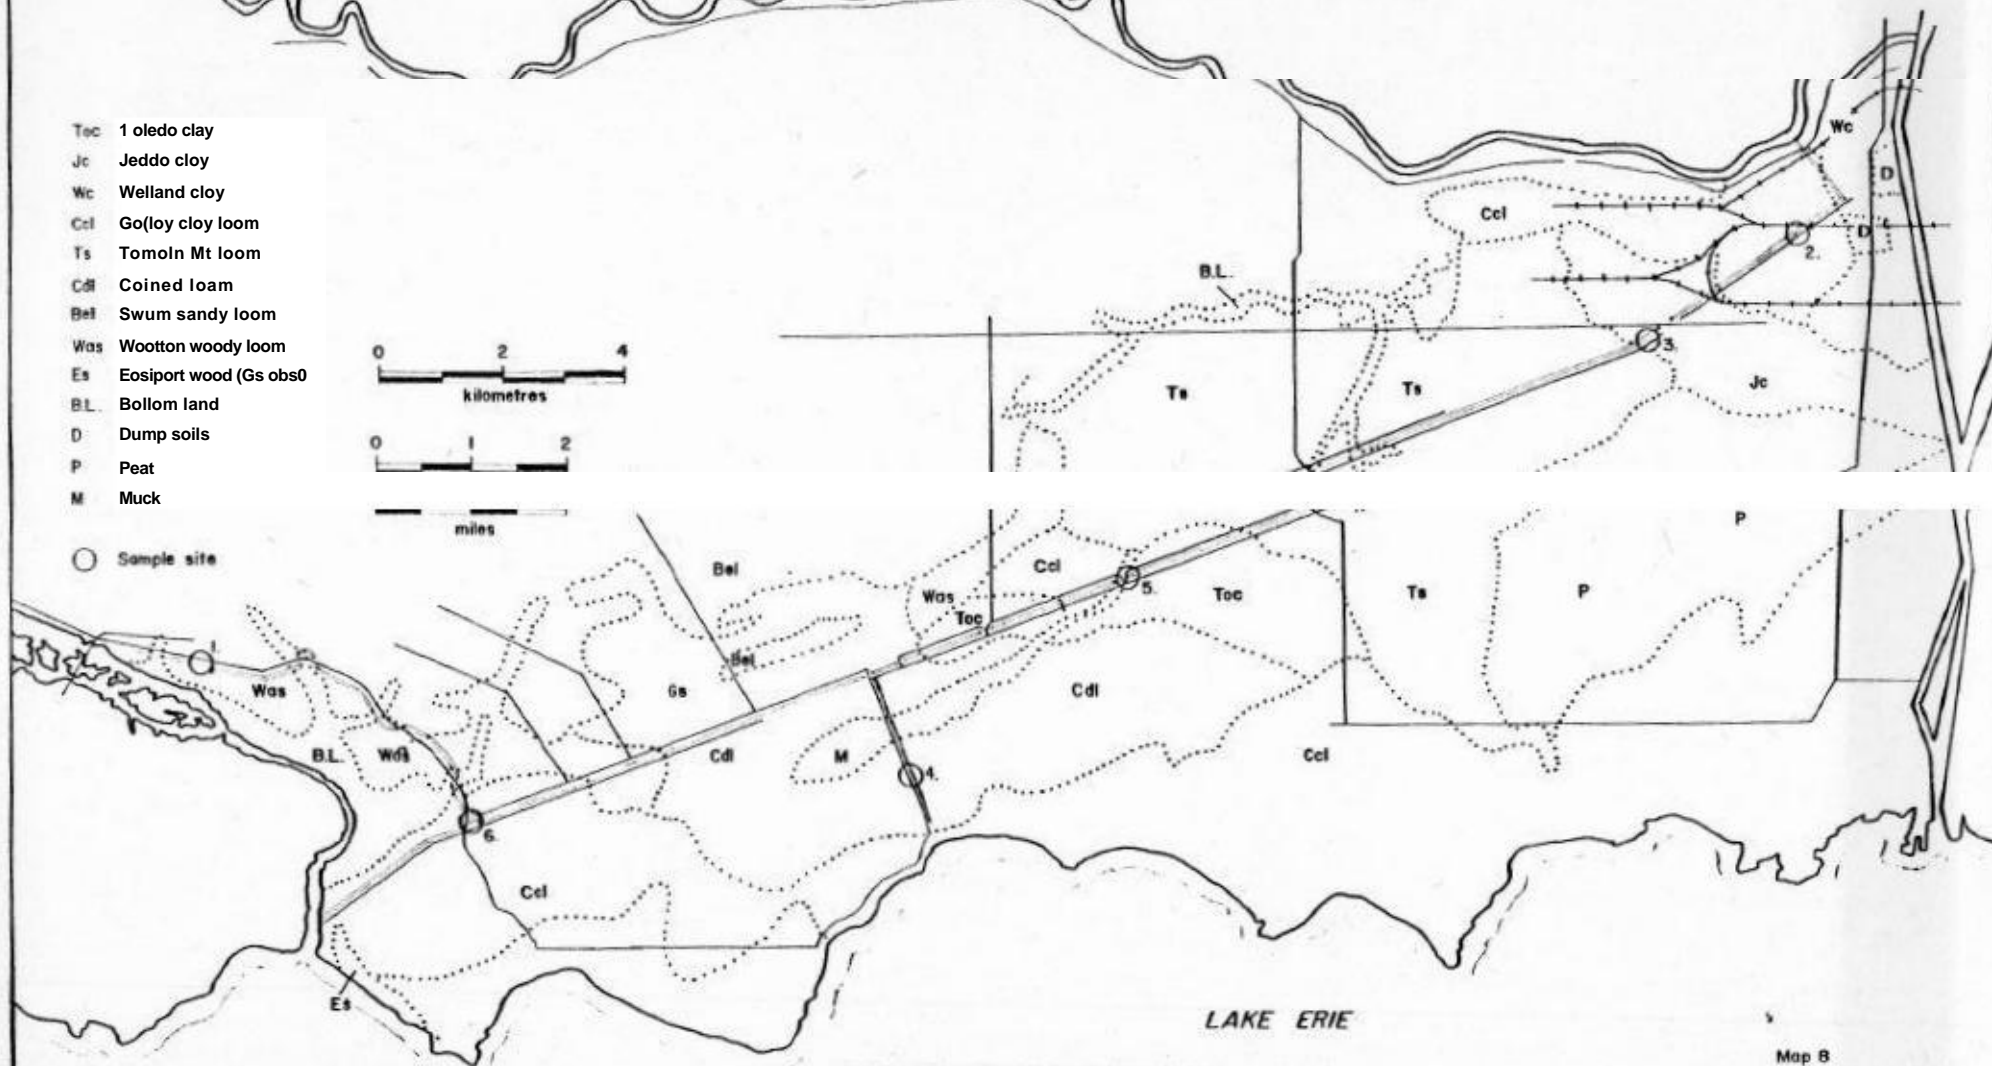 Toc 1 oledo clay
Jc Jeddo cloy
Wc Welland cloy
Ccl Go(loy cloy loom
Ts Tomoln Mt loom
Cdl Coined loam
Bel Swum sandy loom
Was Wootton woody loom
Es Eosiport wood (Gs obs0
B.L. Bollom land
D Dump soils
P Peat
M Muck
Sample site
0 2 4
kilometres
0 1 2
miles
Wc
D
Ccl
D
2.
B.L.
3.
Ts
Ts
Jc
P
Bel
Ccl
5.
Was
Toc
Toc
Ts
P
1.
Bel
Was
Gs
Cdl
B.L.
Was
Cdl
M
4.
Ccl
6.
Ccl
Es
LAKE ERIE
Map 8